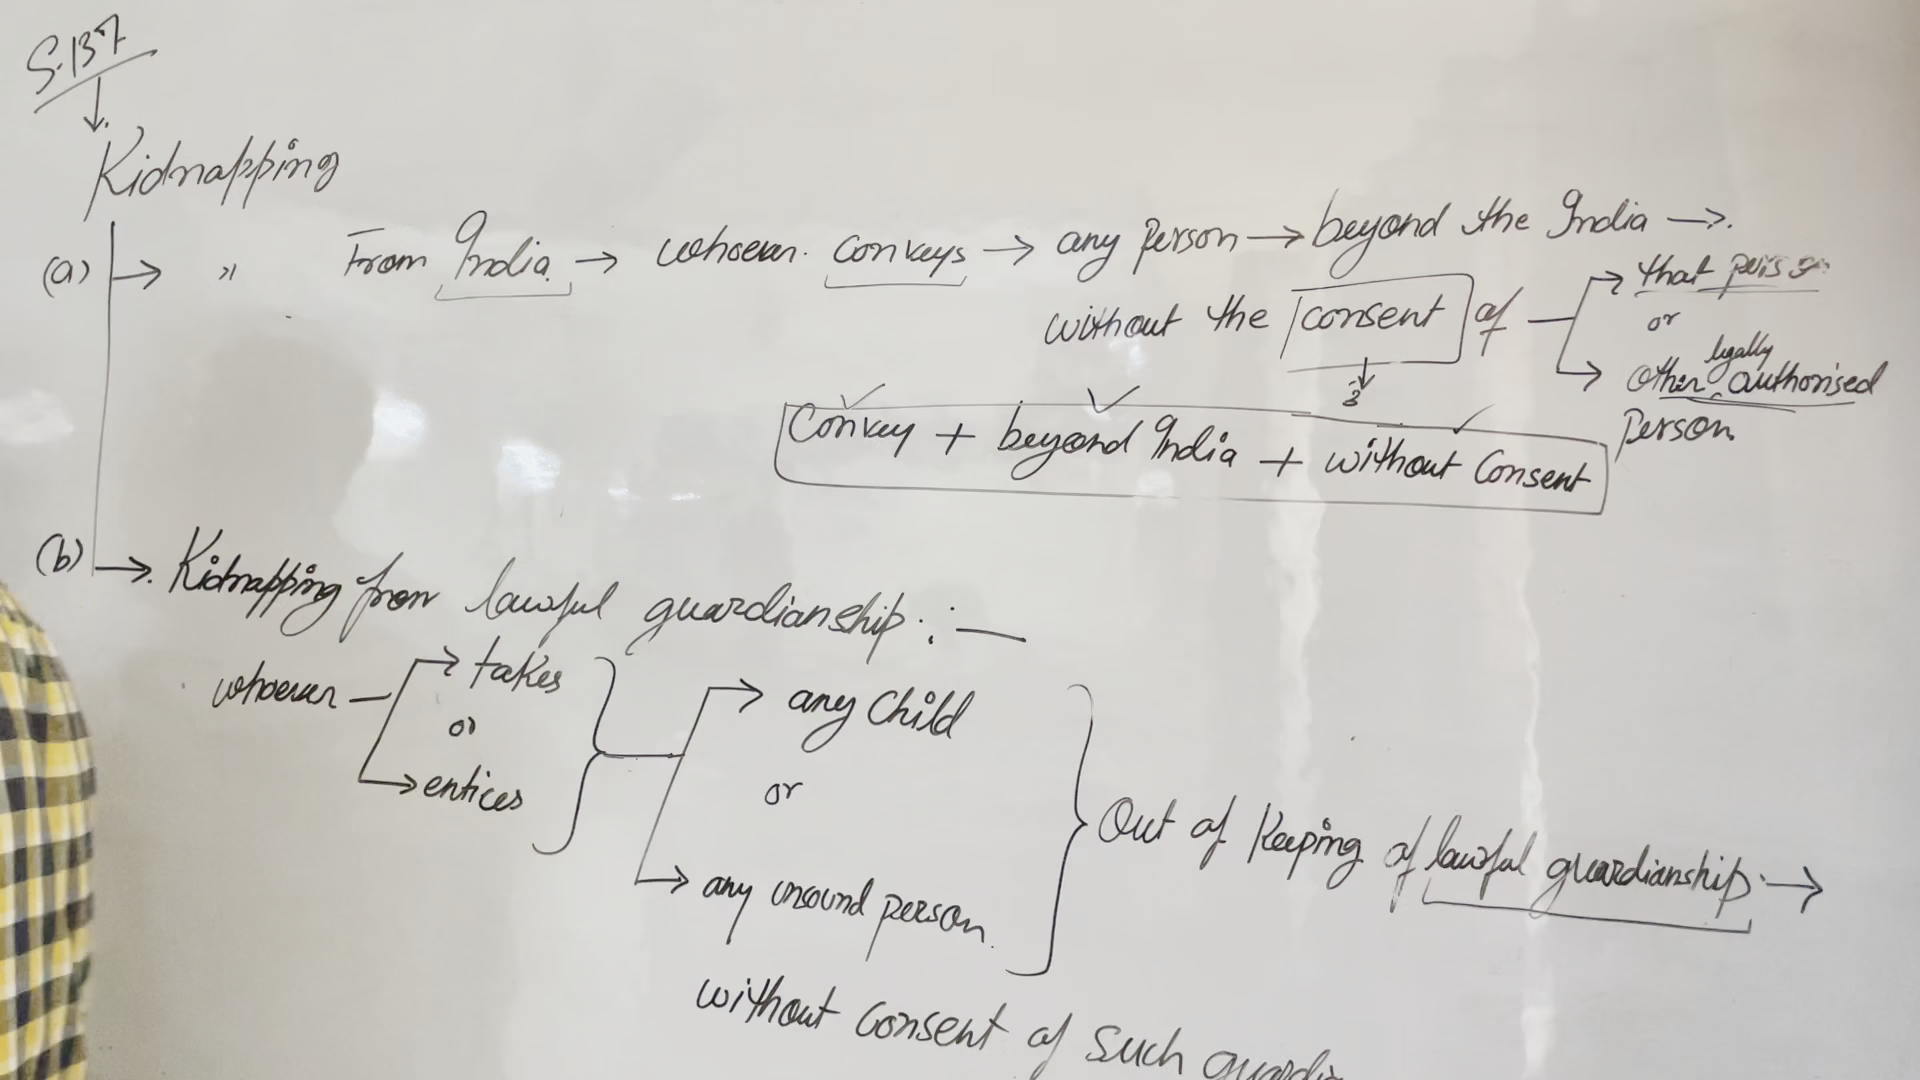 S.137
Kidnapping
(a) → " From India → whoever conveys → any person → beyond the India →
without the consent of
that person
or
other legally authorised
person
Convey + beyond India + without Consent
(b) → Kidnapping from lawful guardianship :—
whoever
takes
or
entices
any Child
or
any unsound person
Out of Keeping of lawful guardianship →
without Consent of Such